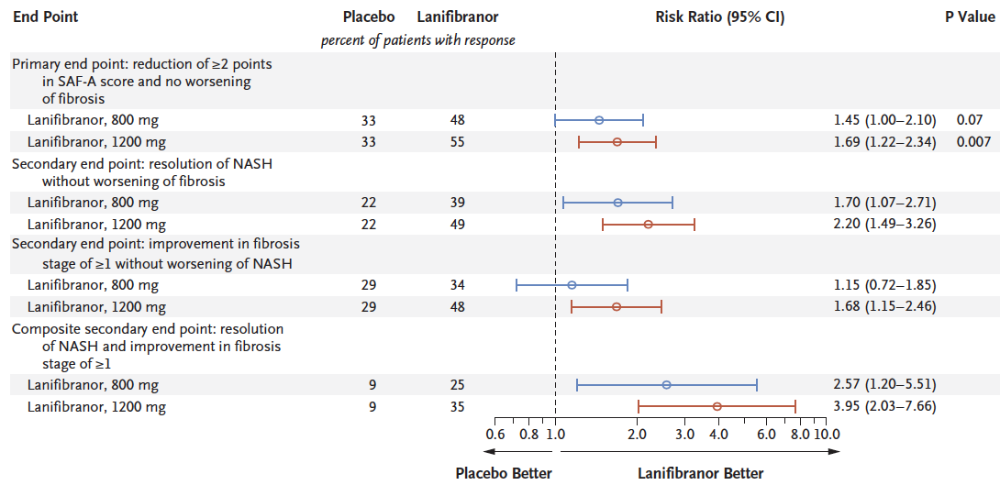 End Point Placebo Lanifibranor Risk Ratio (95% CI) P Value
percent of patients with response
Primary end point: reduction of ≥2 points
in SAF-A score and no worsening
of fibrosis
Lanifibranor, 800 mg 33 48 1.45 (1.00–2.10) 0.07
Lanifibranor, 1200 mg 33 55 1.69 (1.22–2.34) 0.007
Secondary end point: resolution of NASH
without worsening of fibrosis
Lanifibranor, 800 mg 22 39 1.70 (1.07–2.71)
Lanifibranor, 1200 mg 22 49 2.20 (1.49–3.26)
Secondary end point: improvement in fibrosis
stage of ≥1 without worsening of NASH
Lanifibranor, 800 mg 29 34 1.15 (0.72–1.85)
Lanifibranor, 1200 mg 29 48 1.68 (1.15–2.46)
Composite secondary end point: resolution
of NASH and improvement in fibrosis
stage of ≥1
Lanifibranor, 800 mg 9 25 2.57 (1.20–5.51)
Lanifibranor, 1200 mg 9 35 3.95 (2.03–7.66)
0.6 0.8 1.0 2.0 3.0 4.0 6.0 8.0 10.0
Placebo Better Lanifibranor Better